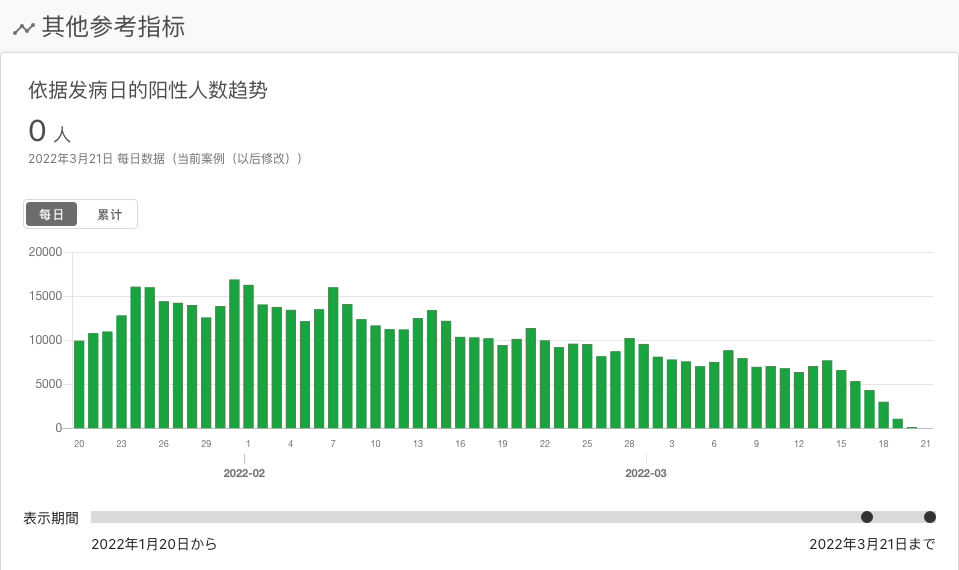 其他参考指标
依据发病日的阳性人数趋势
0 人
2022年3月21日 每日数据（当前案例（以后修改））
每日 累计
20000
15000
10000
5000
0
20 23 26 29 1 4 7 10 13 16 19 22 25 28 3 6 9 12 15 18 21
2022-02 2022-03
表示期間
2022年1月20日から 2022年3月21日まで